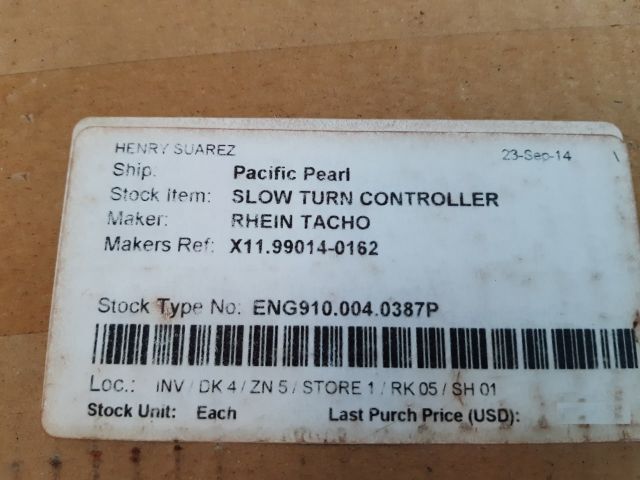 HENRY SUAREZ 23-Sep-14
Ship: Pacific Pearl
Stock Item: SLOW TURN CONTROLLER
Maker: RHEIN TACHO
Makers Ref: X11.99014-0162
Stock Type No: ENG910.004.0387P
Loc.: INV / DK 4 / ZN 5 / STORE 1 / RK 05 / SH 01
Stock Unit: Each Last Purch Price (USD):